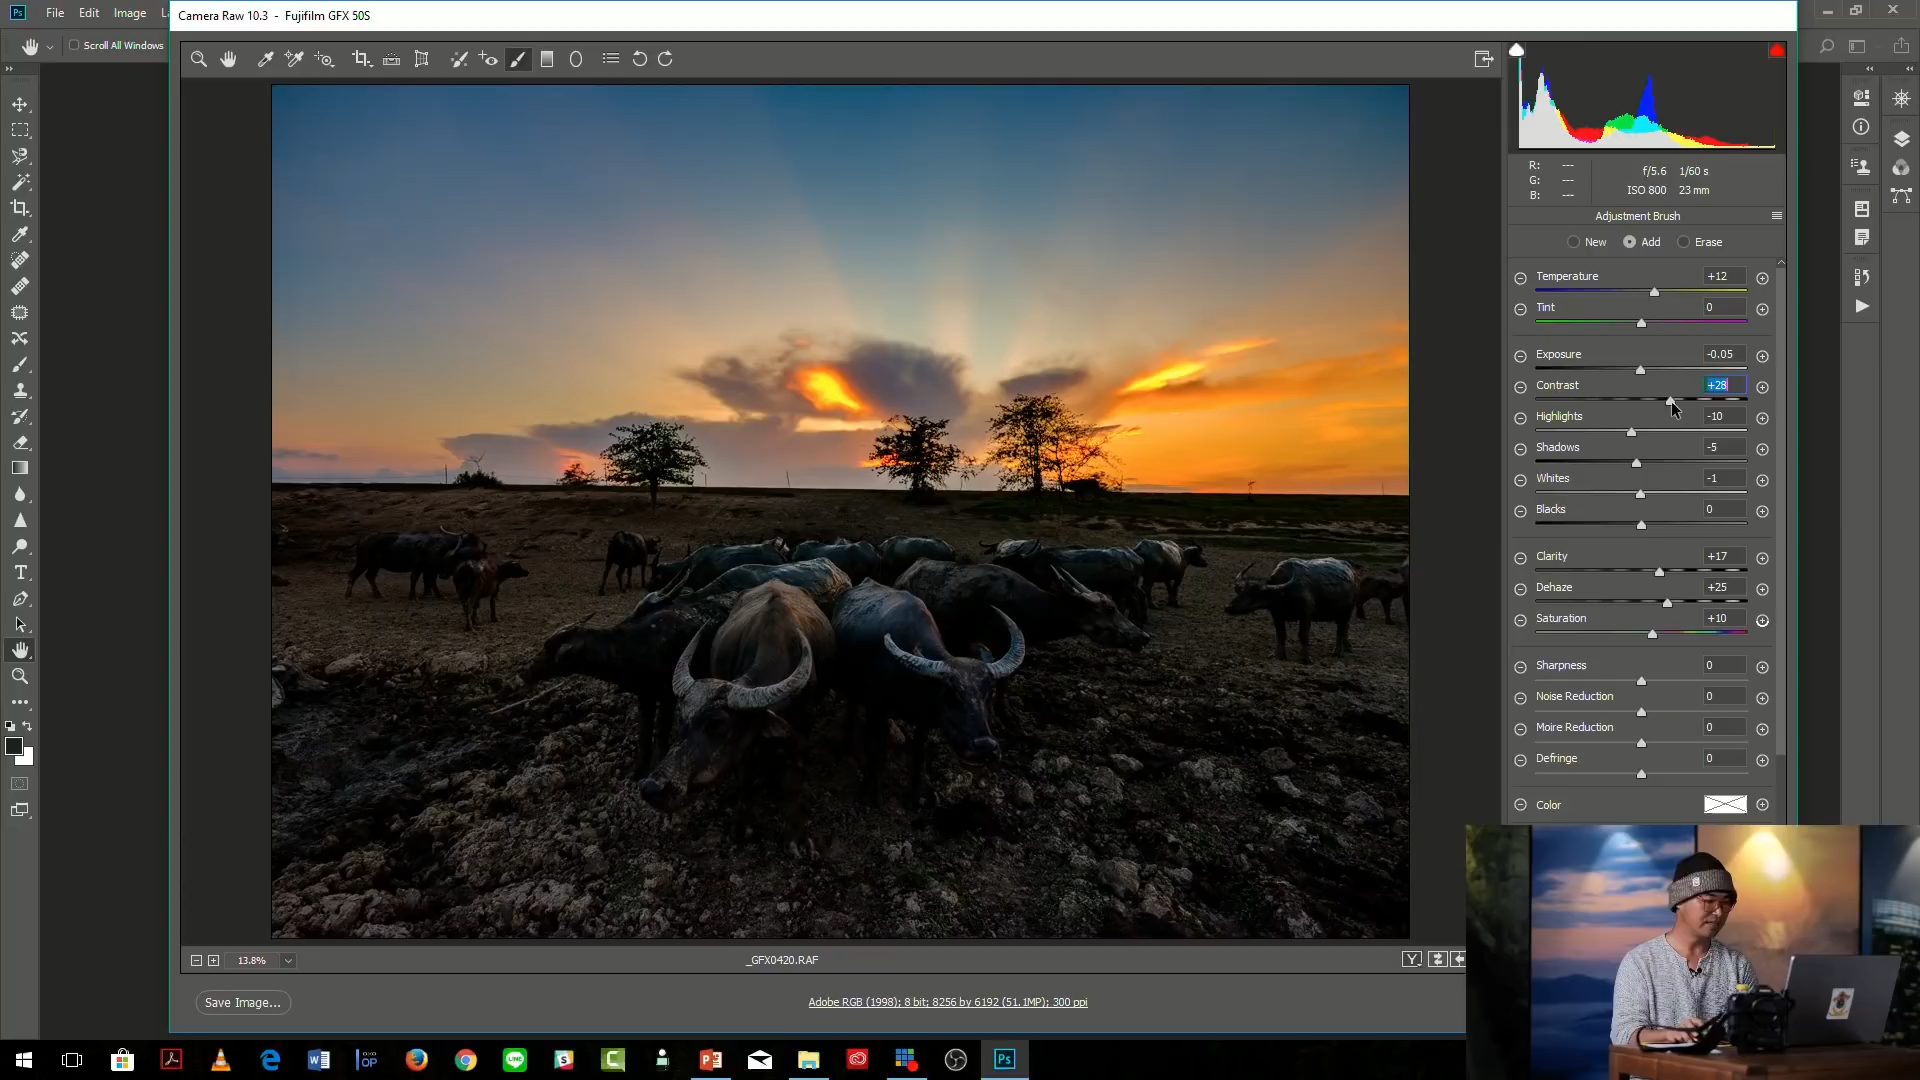 Camera Raw 10.3 - Fujifilm GFX 50S
Ps File Edit Image
Scroll All Windows
R: ---
G: ---
B: ---
f/5.6 1/60 s
ISO 800 23 mm
Adjustment Brush
New Add Erase
Temperature +12
Tint 0
Exposure -0.05
Contrast +28
Highlights -10
Shadows -5
Whites -1
Blacks 0
Clarity +17
Dehaze +25
Saturation +10
Sharpness 0
Noise Reduction 0
Moire Reduction 0
Defringe 0
Color
13.8%
_GFX0420.RAF
Y
Save Image...
Adobe RGB (1998); 8 bit; 8256 by 6192 (51.1MP); 300 ppi
LINE
Ps